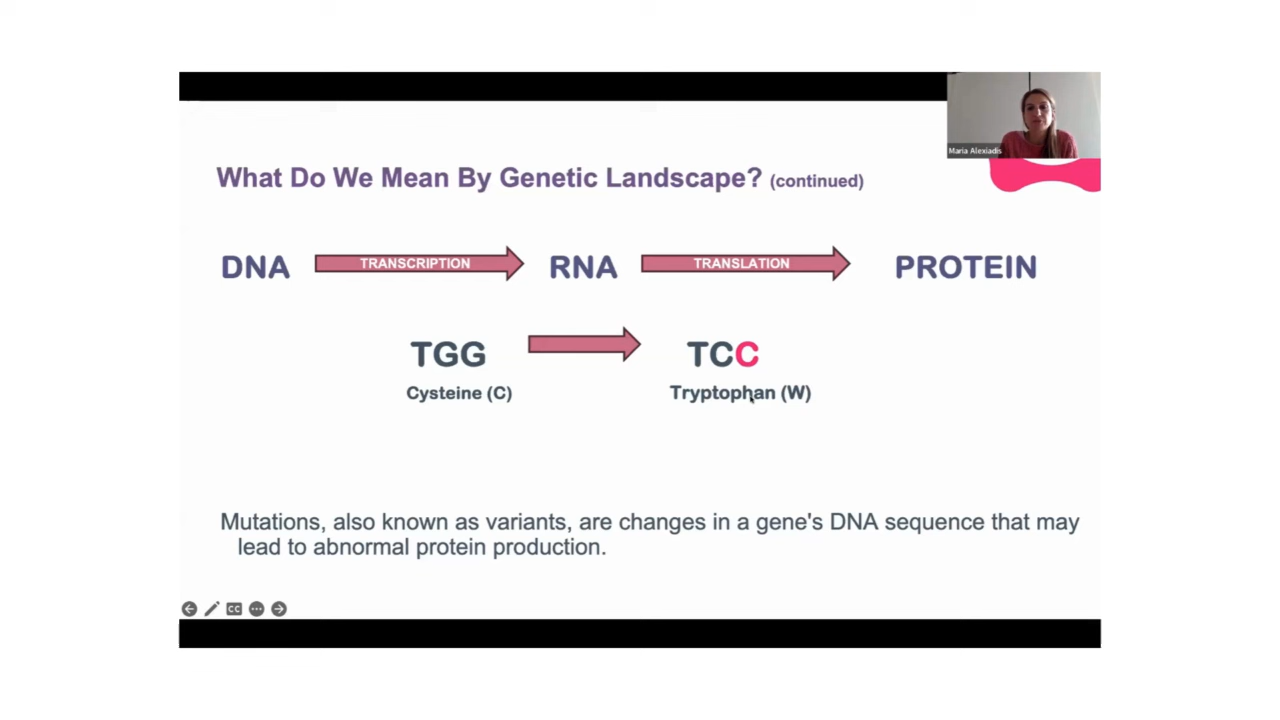 Maria Alexiadis
What Do We Mean By Genetic Landscape? (continued)
DNA TRANSCRIPTION RNA TRANSLATION PROTEIN
TGG TCC
Cysteine (C) Tryptophan (W)
Mutations, also known as variants, are changes in a gene's DNA sequence that may
lead to abnormal protein production.
CC